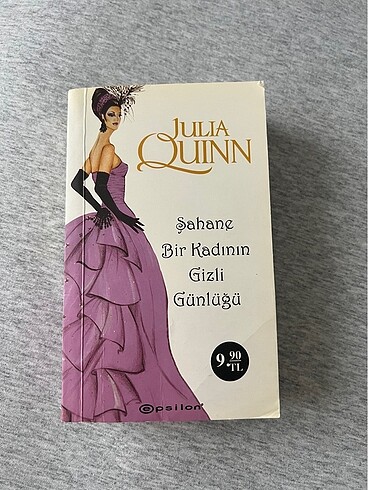 JULIA
QUINN
Şahane
Bir Kadının
Gizli
Günlüğü
9.90
TL
epsilon